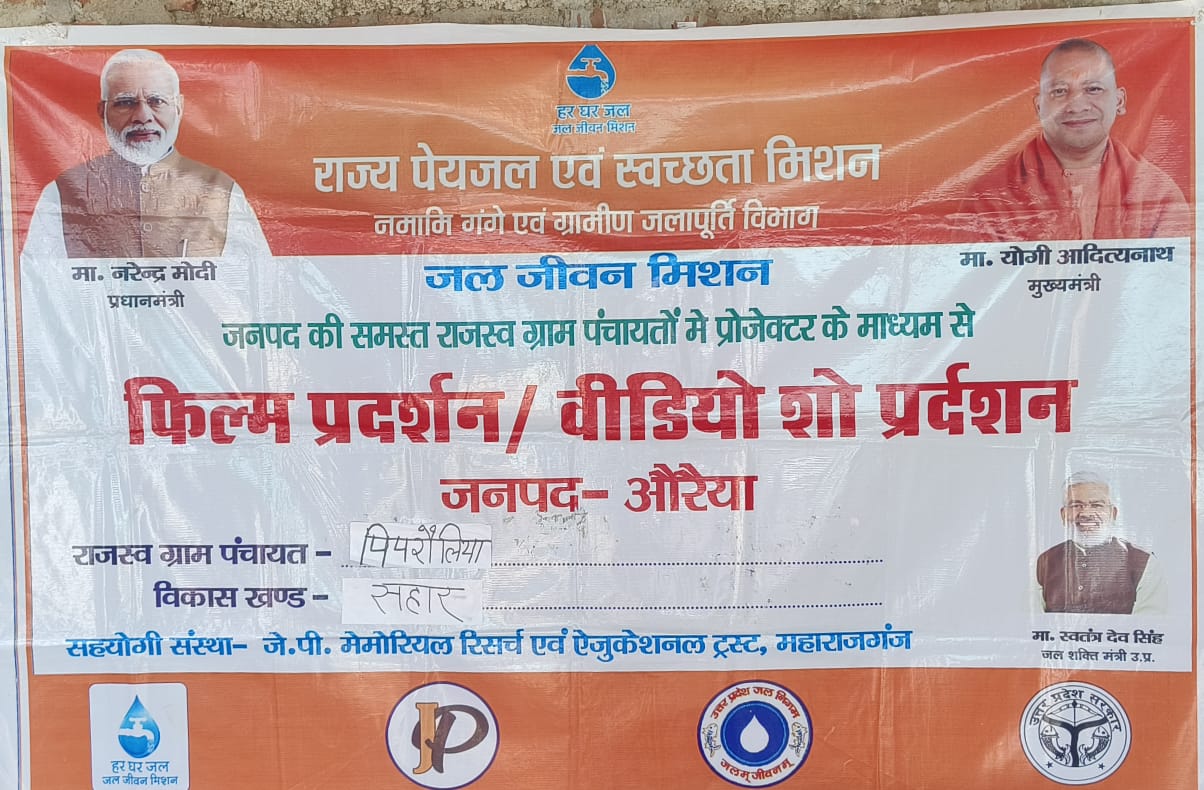 हर घर जल
जल जीवन मिशन
राज्य पेयजल एवं स्वच्छता मिशन
नमामि गंगे एवं ग्रामीण जलापूर्ति विभाग
मा. नरेन्द्र मोदी
प्रधानमंत्री
मा. योगी आदित्यनाथ
मुख्यमंत्री
जल जीवन मिशन
जनपद की समस्त राजस्व ग्राम पंचायतों मे प्रोजेक्टर के माध्यम से
फिल्म प्रदर्शन/ वीडियो शो प्रर्दशन
जनपद- औरैया
राजस्व ग्राम पंचायत - पिपरौलिया
विकास खण्ड - सहार
सहयोगी संस्था- जे.पी. मेमोरियल रिसर्च एवं ऐजुकेशनल ट्रस्ट, महाराजगंज
मा. स्वतंत्र देव सिंह
जल शक्ति मंत्री उ.प्र.
हर घर जल
जल जीवन मिशन
JP
उत्तर प्रदेश जल निगम
जलम् जीवनम्
उत्तर प्रदेश सरकार